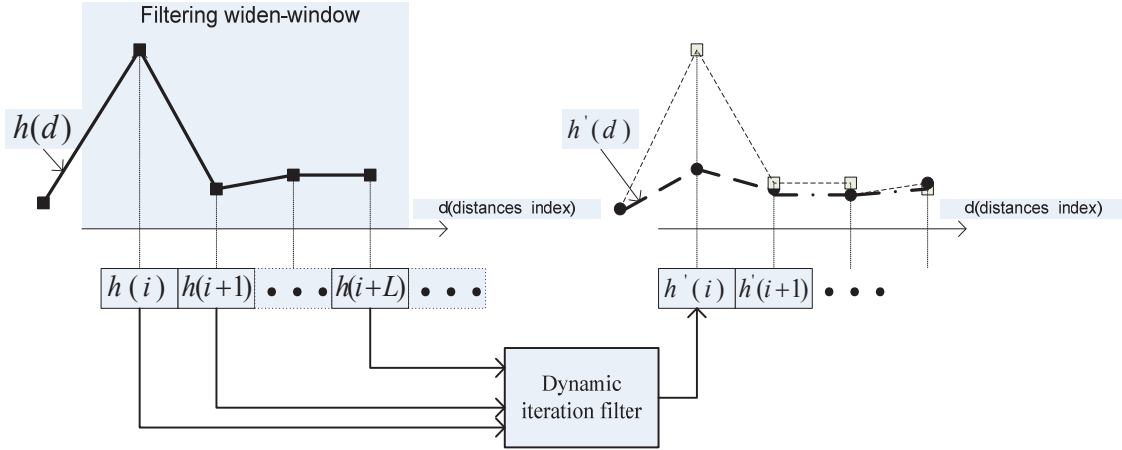 Filtering widen-window
h(d)
d(distances index)
h(i) h(i+1) • • • h(i+L) • • •
h'(d)
d(distances index)
h'(i) h'(i+1) • • •
Dynamic
iteration filter